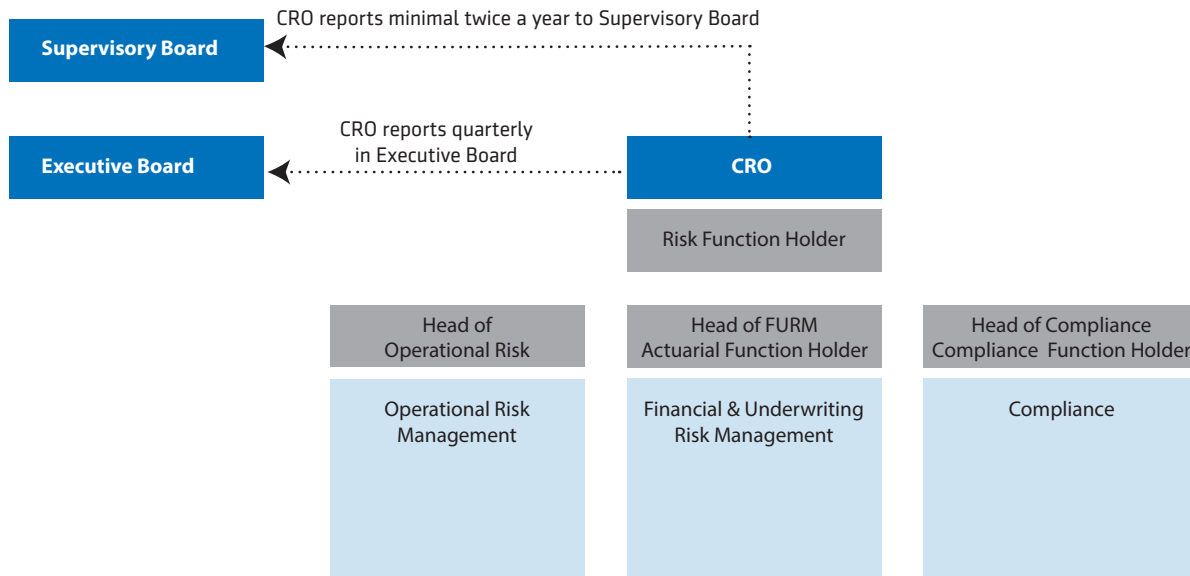 CRO reports minimal twice a year to Supervisory Board
Supervisory Board
CRO reports quarterly
in Executive Board
Executive Board
CRO
Risk Function Holder
Head of
Operational Risk
Head of FURM
Actuarial Function Holder
Head of Compliance
Compliance Function Holder
Operational Risk
Management
Financial & Underwriting
Risk Management
Compliance